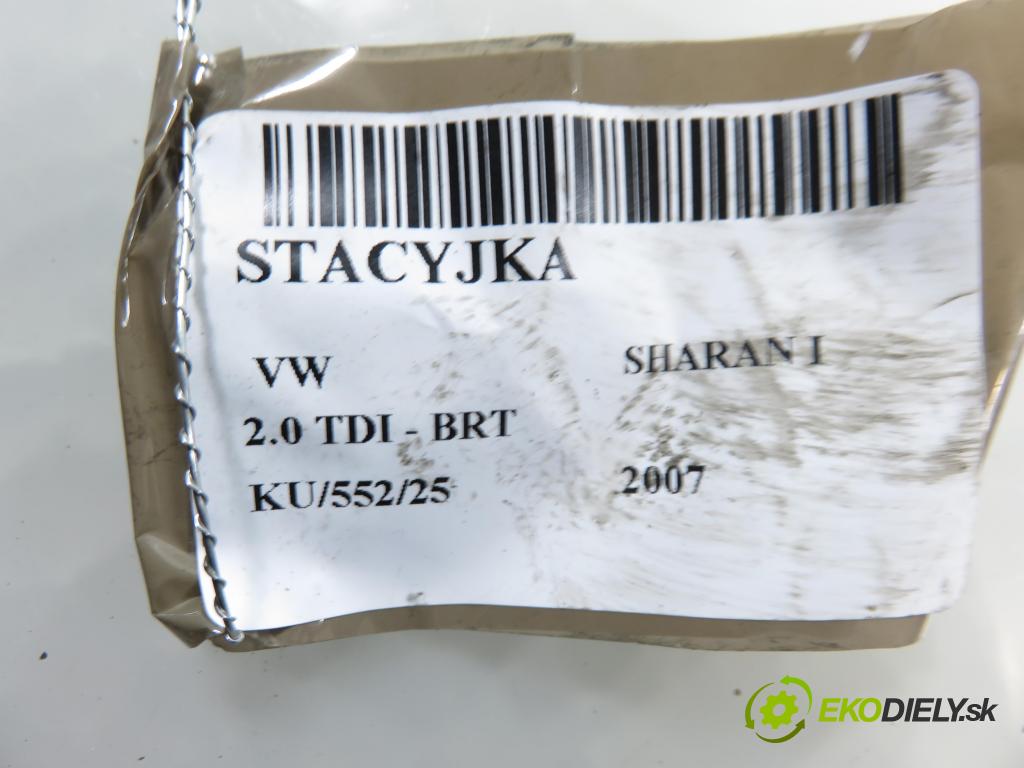 STACYJKA
VW SHARAN I
2.0 TDI - BRT
KU/552/25 2007
EKODIELY.sk